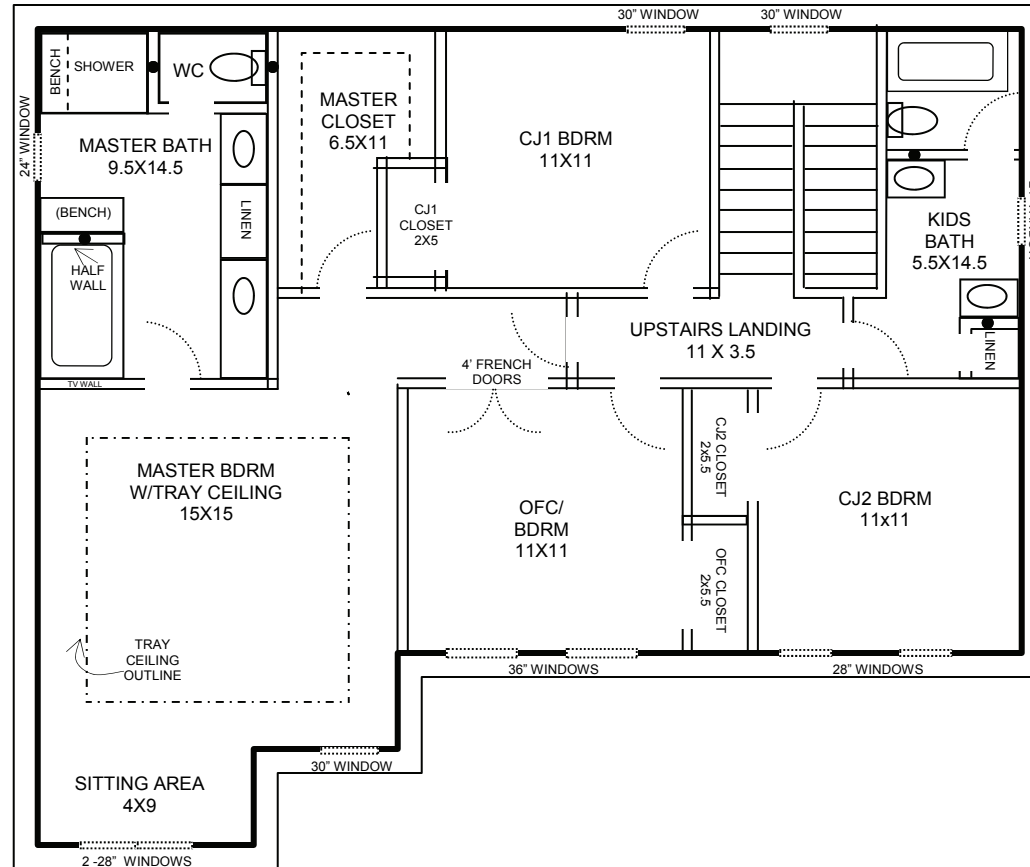 30" WINDOW
30" WINDOW
BENCH
SHOWER
WC
24" WINDOW
MASTER BATH
9.5X14.5
LINEN
(BENCH)
HALF
WALL
TV WALL
MASTER
CLOSET
6.5X11
CJ1
CLOSET
2X5
CJ1 BDRM
11X11
KIDS
BATH
5.5X14.5
LINEN
UPSTAIRS LANDING
11 X 3.5
4' FRENCH
DOORS
MASTER BDRM
W/TRAY CEILING
15X15
TRAY
CEILING
OUTLINE
OFC/
BDRM
11X11
CJ2 CLOSET
2x5.5
OFC CLOSET
2x5.5
CJ2 BDRM
11x11
36" WINDOWS
28" WINDOWS
30" WINDOW
SITTING AREA
4X9
2 -28" WINDOWS